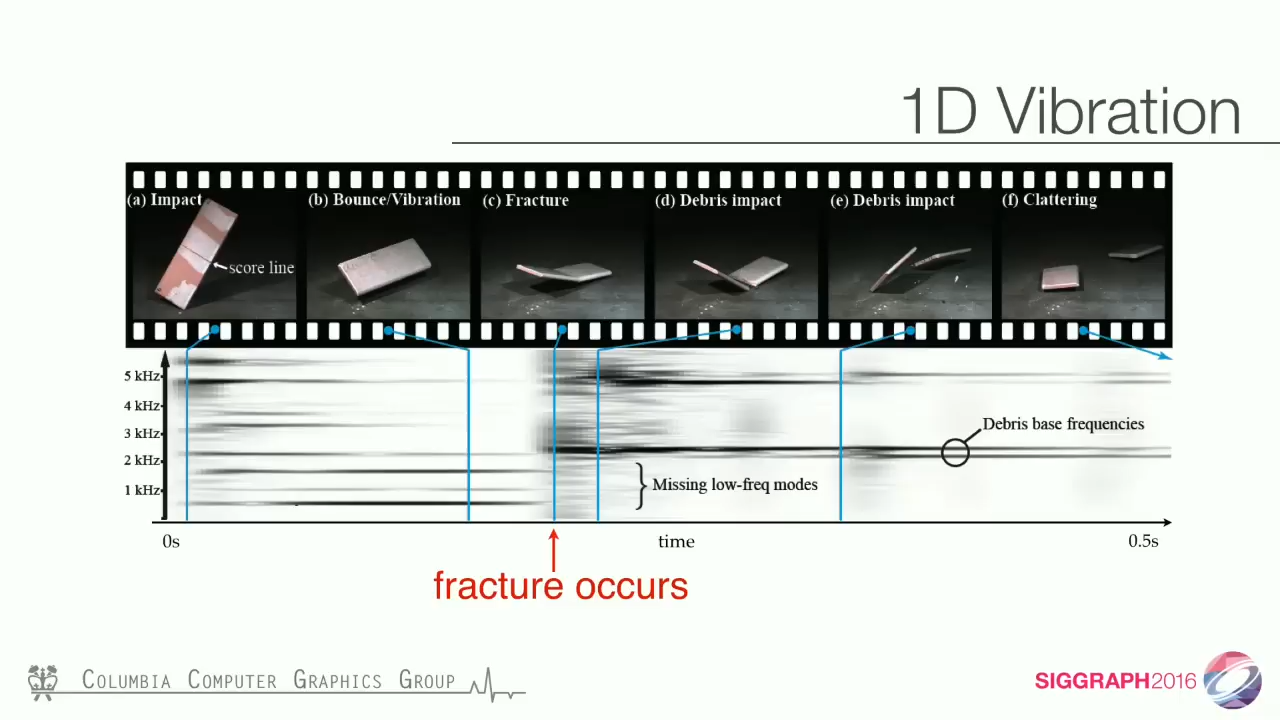 1D Vibration
(a) Impact
(b) Bounce/Vibration
(c) Fracture
(d) Debris impact
(e) Debris impact
(f) Clattering
score line
5 kHz
4 kHz
3 kHz
2 kHz
1 kHz
Debris base frequencies
Missing low-freq modes
0s
time
0.5s
fracture occurs
COLUMBIA COMPUTER GRAPHICS GROUP
SIGGRAPH2016